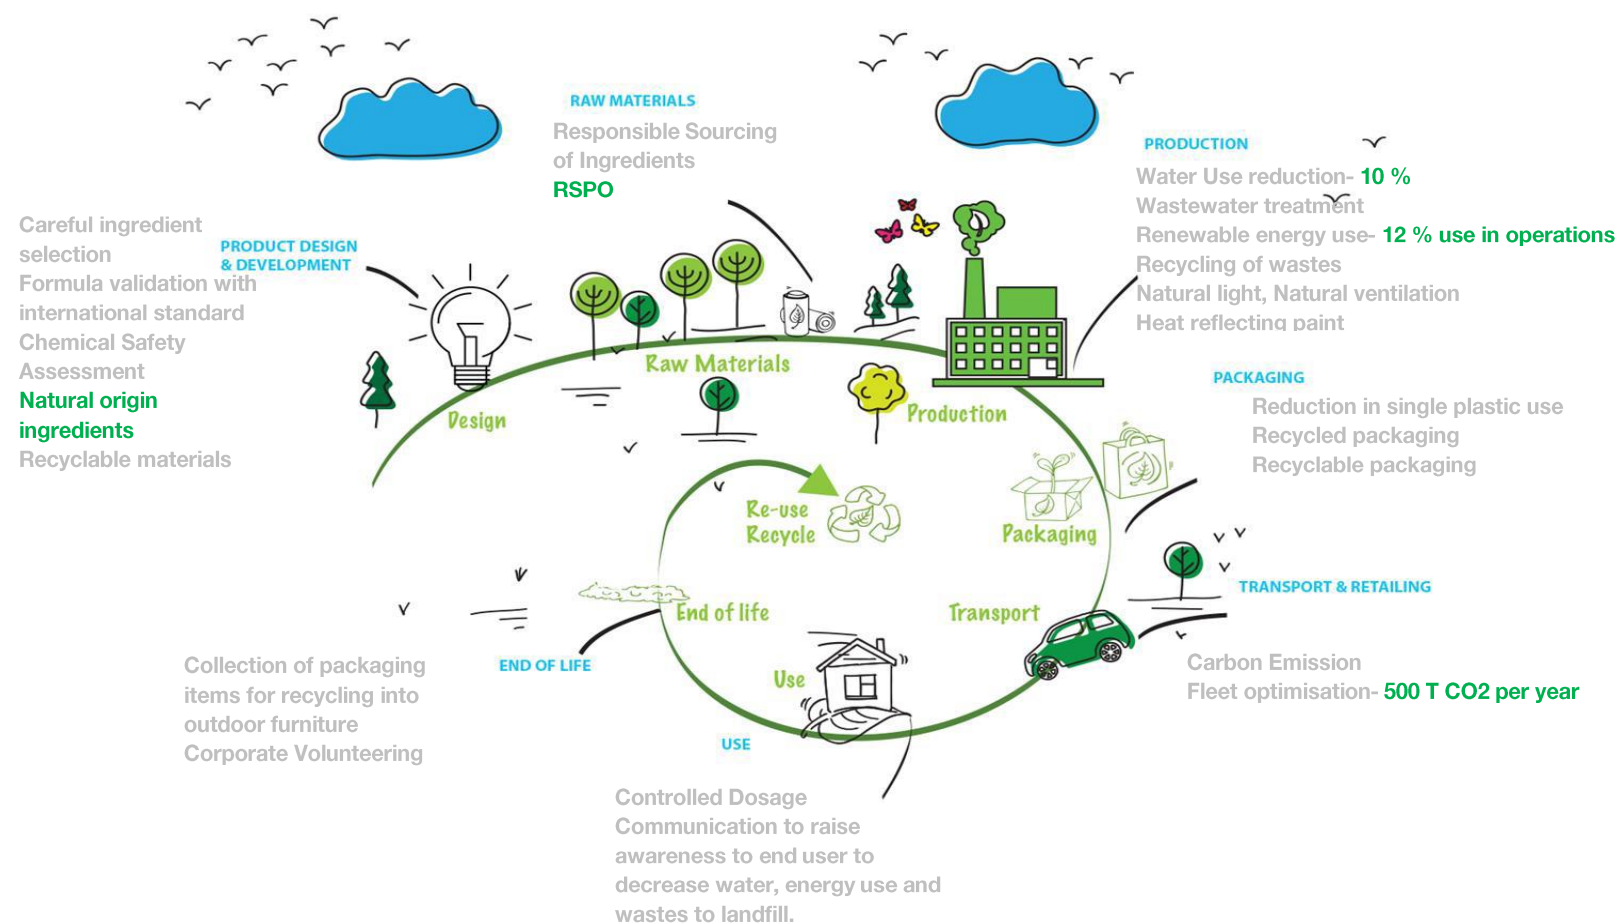 RAW MATERIALS
Responsible Sourcing
of Ingredients
RSPO
PRODUCTION
Water Use reduction- 10 %
Wastewater treatment
Renewable energy use- 12 % use in operations
Recycling of wastes
Natural light, Natural ventilation
Heat reflecting paint
Careful ingredient
selection
Formula validation with
international standard
Chemical Safety
Assessment
Natural origin
ingredients
Recyclable materials
PRODUCT DESIGN
& DEVELOPMENT
Raw Materials
Design
Production
PACKAGING
Reduction in single plastic use
Recycled packaging
Recyclable packaging
Re-use
Recycle
Packaging
TRANSPORT & RETAILING
End of life
Transport
Carbon Emission
Fleet optimisation- 500 T CO2 per year
END OF LIFE
Collection of packaging
items for recycling into
outdoor furniture
Corporate Volunteering
Use
USE
Controlled Dosage
Communication to raise
awareness to end user to
decrease water, energy use and
wastes to landfill.